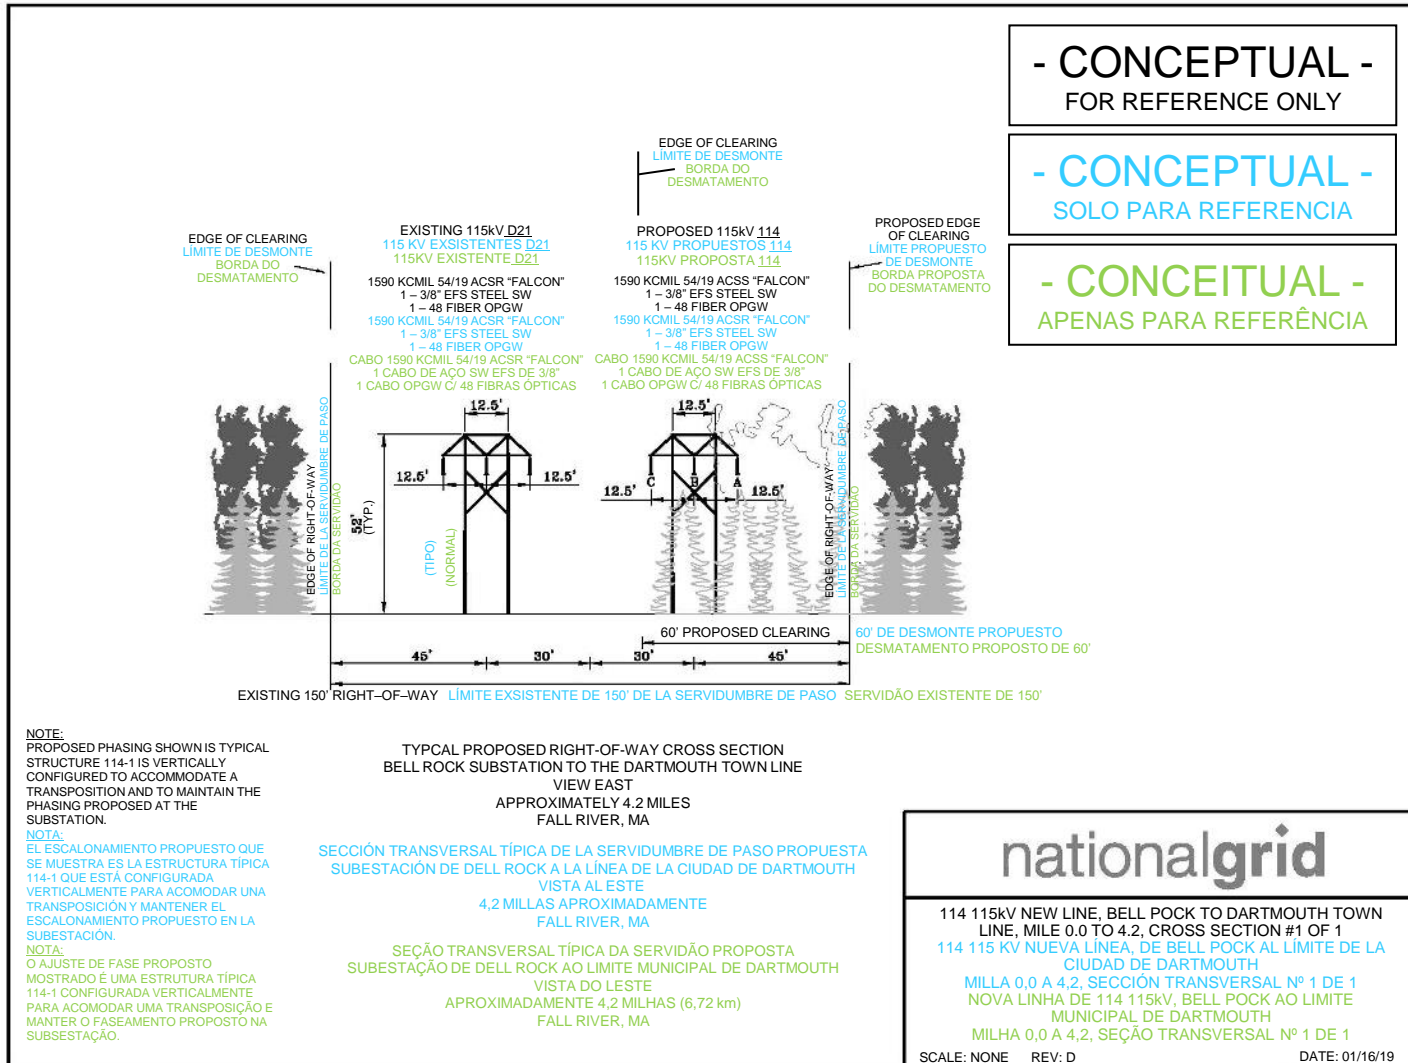 - CONCEPTUAL -
FOR REFERENCE ONLY
- CONCEPTUAL -
SOLO PARA REFERENCIA
- CONCEITUAL -
APENAS PARA REFERÊNCIA
EDGE OF CLEARING
LÍMITE DE DESMONTE
BORDA DO
DESMATAMENTO
EDGE OF CLEARING
LÍMITE DE DESMONTE
BORDA DO
DESMATAMENTO
EXISTING 115kV D21
115 KV EXSISTENTES D21
115KV EXISTENTE D21
1590 KCMIL 54/19 ACSR “FALCON”
1 – 3/8” EFS STEEL SW
1 – 48 FIBER OPGW
1590 KCMIL 54/19 ACSR “FALCON”
1 – 3/8” EFS STEEL SW
1 – 48 FIBER OPGW
CABO 1590 KCMIL 54/19 ACSR “FALCON”
1 CABO DE AÇO SW EFS DE 3/8”
1 CABO OPGW C/ 48 FIBRAS ÓPTICAS
PROPOSED 115kV 114
115 KV PROPUESTOS 114
115KV PROPOSTA 114
1590 KCMIL 54/19 ACSS “FALCON”
1 – 3/8” EFS STEEL SW
1 – 48 FIBER OPGW
1590 KCMIL 54/19 ACSR “FALCON”
1 – 3/8” EFS STEEL SW
1 – 48 FIBER OPGW
CABO 1590 KCMIL 54/19 ACSS “FALCON”
1 CABO DE AÇO SW EFS DE 3/8”
1 CABO OPGW C/ 48 FIBRAS ÓPTICAS
PROPOSED EDGE
OF CLEARING
LÍMITE PROPUESTO
DE DESMONTE
BORDA PROPOSTA
DO DESMATAMENTO
EDGE OF RIGHT-OF-WAY
LÍMITE DE LA SERVIDUMBRE DE PASO
BORDA DA SERVIDÃO
52'
(TYP.)
(TIPO)
(NORMAL)
12.5'
12.5'
12.5'
12.5'
C B A
12.5'
12.5'
EDGE OF RIGHT-OF-WAY
LÍMITE DE LA SERVIDUMBRE DE PASO
BORDA DA SERVIDÃO
60' PROPOSED CLEARING
60' DE DESMONTE PROPUESTO
DESMATAMENTO PROPOSTO DE 60'
45' 30' 30' 45'
EXISTING 150' RIGHT–OF–WAY LÍMITE EXSISTENTE DE 150' DE LA SERVIDUMBRE DE PASO SERVIDÃO EXISTENTE DE 150'
NOTE:
PROPOSED PHASING SHOWN IS TYPICAL
STRUCTURE 114-1 IS VERTICALLY
CONFIGURED TO ACCOMMODATE A
TRANSPOSITION AND TO MAINTAIN THE
PHASING PROPOSED AT THE
SUBSTATION.
NOTA:
EL ESCALONAMIENTO PROPUESTO QUE
SE MUESTRA ES LA ESTRUCTURA TÍPICA
114-1 QUE ESTÁ CONFIGURADA
VERTICALMENTE PARA ACOMODAR UNA
TRANSPOSICIÓN Y MANTENER EL
ESCALONAMIENTO PROPUESTO EN LA
SUBESTACIÓN.
NOTA:
O AJUSTE DE FASE PROPOSTO
MOSTRADO É UMA ESTRUTURA TÍPICA
114-1 CONFIGURADA VERTICALMENTE
PARA ACOMODAR UMA TRANSPOSIÇÃO E
MANTER O FASEAMENTO PROPOSTO NA
SUBSESTAÇÃO.
TYPCAL PROPOSED RIGHT-OF-WAY CROSS SECTION
BELL ROCK SUBSTATION TO THE DARTMOUTH TOWN LINE
VIEW EAST
APPROXIMATELY 4.2 MILES
FALL RIVER, MA
SECCIÓN TRANSVERSAL TÍPICA DE LA SERVIDUMBRE DE PASO PROPUESTA
SUBESTACIÓN DE DELL ROCK A LA LÍNEA DE LA CIUDAD DE DARTMOUTH
VISTA AL ESTE
4,2 MILLAS APROXIMADAMENTE
FALL RIVER, MA
SEÇÃO TRANSVERSAL TÍPICA DA SERVIDÃO PROPOSTA
SUBESTAÇÃO DE DELL ROCK AO LIMITE MUNICIPAL DE DARTMOUTH
VISTA DO LESTE
APROXIMADAMENTE 4,2 MILHAS (6,72 km)
FALL RIVER, MA
nationalgrid
114 115kV NEW LINE, BELL POCK TO DARTMOUTH TOWN
LINE, MILE 0.0 TO 4.2, CROSS SECTION #1 OF 1
114 115 KV NUEVA LÍNEA, DE BELL POCK AL LÍMITE DE LA
CIUDAD DE DARTMOUTH
MILLA 0,0 A 4,2, SECCIÓN TRANSVERSAL Nº 1 DE 1
NOVA LINHA DE 114 115kV, BELL POCK AO LIMITE
MUNICIPAL DE DARTMOUTH
MILHA 0,0 A 4,2, SEÇÃO TRANSVERSAL Nº 1 DE 1
SCALE: NONE REV: D DATE: 01/16/19